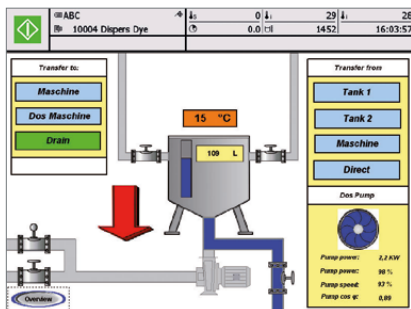 ABC
10004 Dispers Dye
0
29
28
0.0
1452
16:03:57
Transfer to:
Maschine
Dos Maschine
Drain
15 °C
109 L
Transfer from
Tank 1
Tank 2
Maschine
Direct
Dos Pump
Pump power: 2,2 KW
Pump power: 98 %
Pump speed: 93 %
Pump cos φ: 0,89
Overview